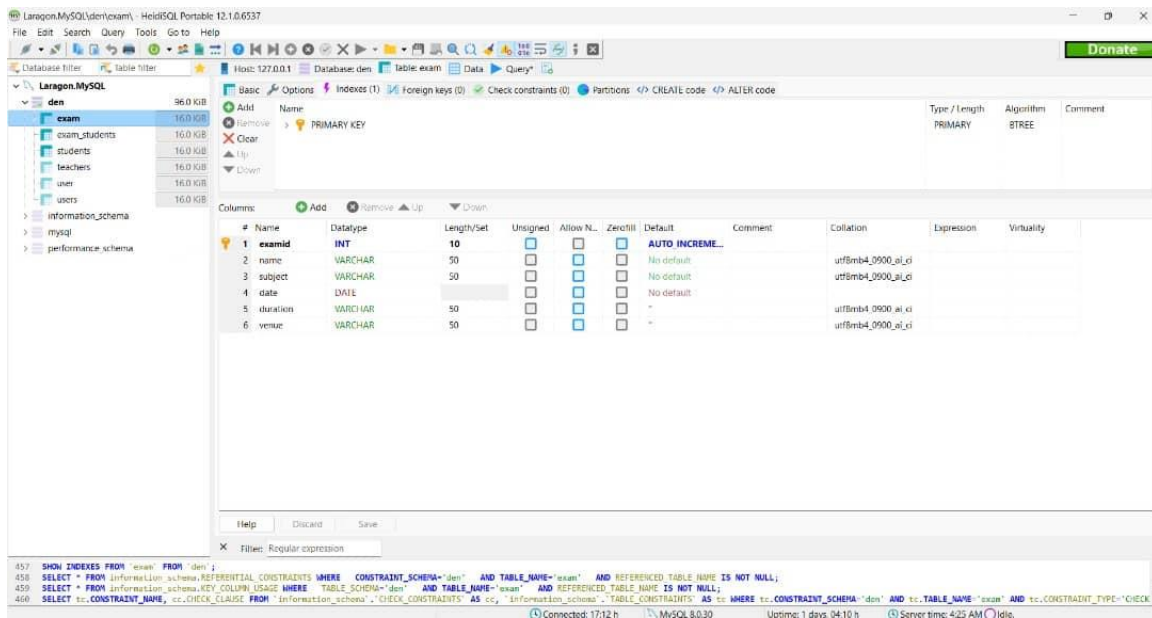 Laragon.MySQL\den\exam\ - HeidiSQL Portable 12.1.0.6537
File Edit Search Query Tools Go to Help
Donate
Database filter Table filter Host: 127.0.0.1 Database: den Table: exam Data Query*
Laragon.MySQL
den 96.0 KiB
exam 16.0 KiB
exam_students 16.0 KiB
students 16.0 KiB
teachers 16.0 KiB
user 16.0 KiB
users 16.0 KiB
information_schema
mysql
performance_schema
Basic Options Indexes (1) Foreign keys (0) Check constraints (0) Partitions CREATE code ALTER code
Add
Remove
Clear
Up
Down
Name Type / Length Algorithm Comment
PRIMARY KEY PRIMARY BTREE
Columns: Add Remove Up Down
# Name Datatype Length/Set Unsigned Allow N... Zerofill Default Comment Collation Expression Virtuality
1 examid INT 10 AUTO_INCREME...
2 name VARCHAR 50 No default utf8mb4_0900_ai_ci
3 subject VARCHAR 50 No default utf8mb4_0900_ai_ci
4 date DATE No default
5 duration VARCHAR 50 '' utf8mb4_0900_ai_ci
6 venue VARCHAR 50 '' utf8mb4_0900_ai_ci
Help Discard Save
Filter: Regular expression
457 SHOW INDEXES FROM `exam` FROM `den`;
458 SELECT * FROM information_schema.REFERENTIAL_CONSTRAINTS WHERE CONSTRAINT_SCHEMA='den' AND TABLE_NAME='exam' AND REFERENCED_TABLE_NAME IS NOT NULL;
459 SELECT * FROM information_schema.KEY_COLUMN_USAGE WHERE TABLE_SCHEMA='den' AND TABLE_NAME='exam' AND REFERENCED_TABLE_NAME IS NOT NULL;
460 SELECT tc.CONSTRAINT_NAME, cc.CHECK_CLAUSE FROM `information_schema`.`CHECK_CONSTRAINTS` AS cc, `information_schema`.`TABLE_CONSTRAINTS` AS tc WHERE tc.CONSTRAINT_SCHEMA='den' AND tc.TABLE_NAME='exam' AND tc.CONSTRAINT_TYPE='CHECK
Connected: 17:12 h MySQL 8.0.30 Uptime: 1 days, 04:10 h Server time: 4:25 AM Idle.